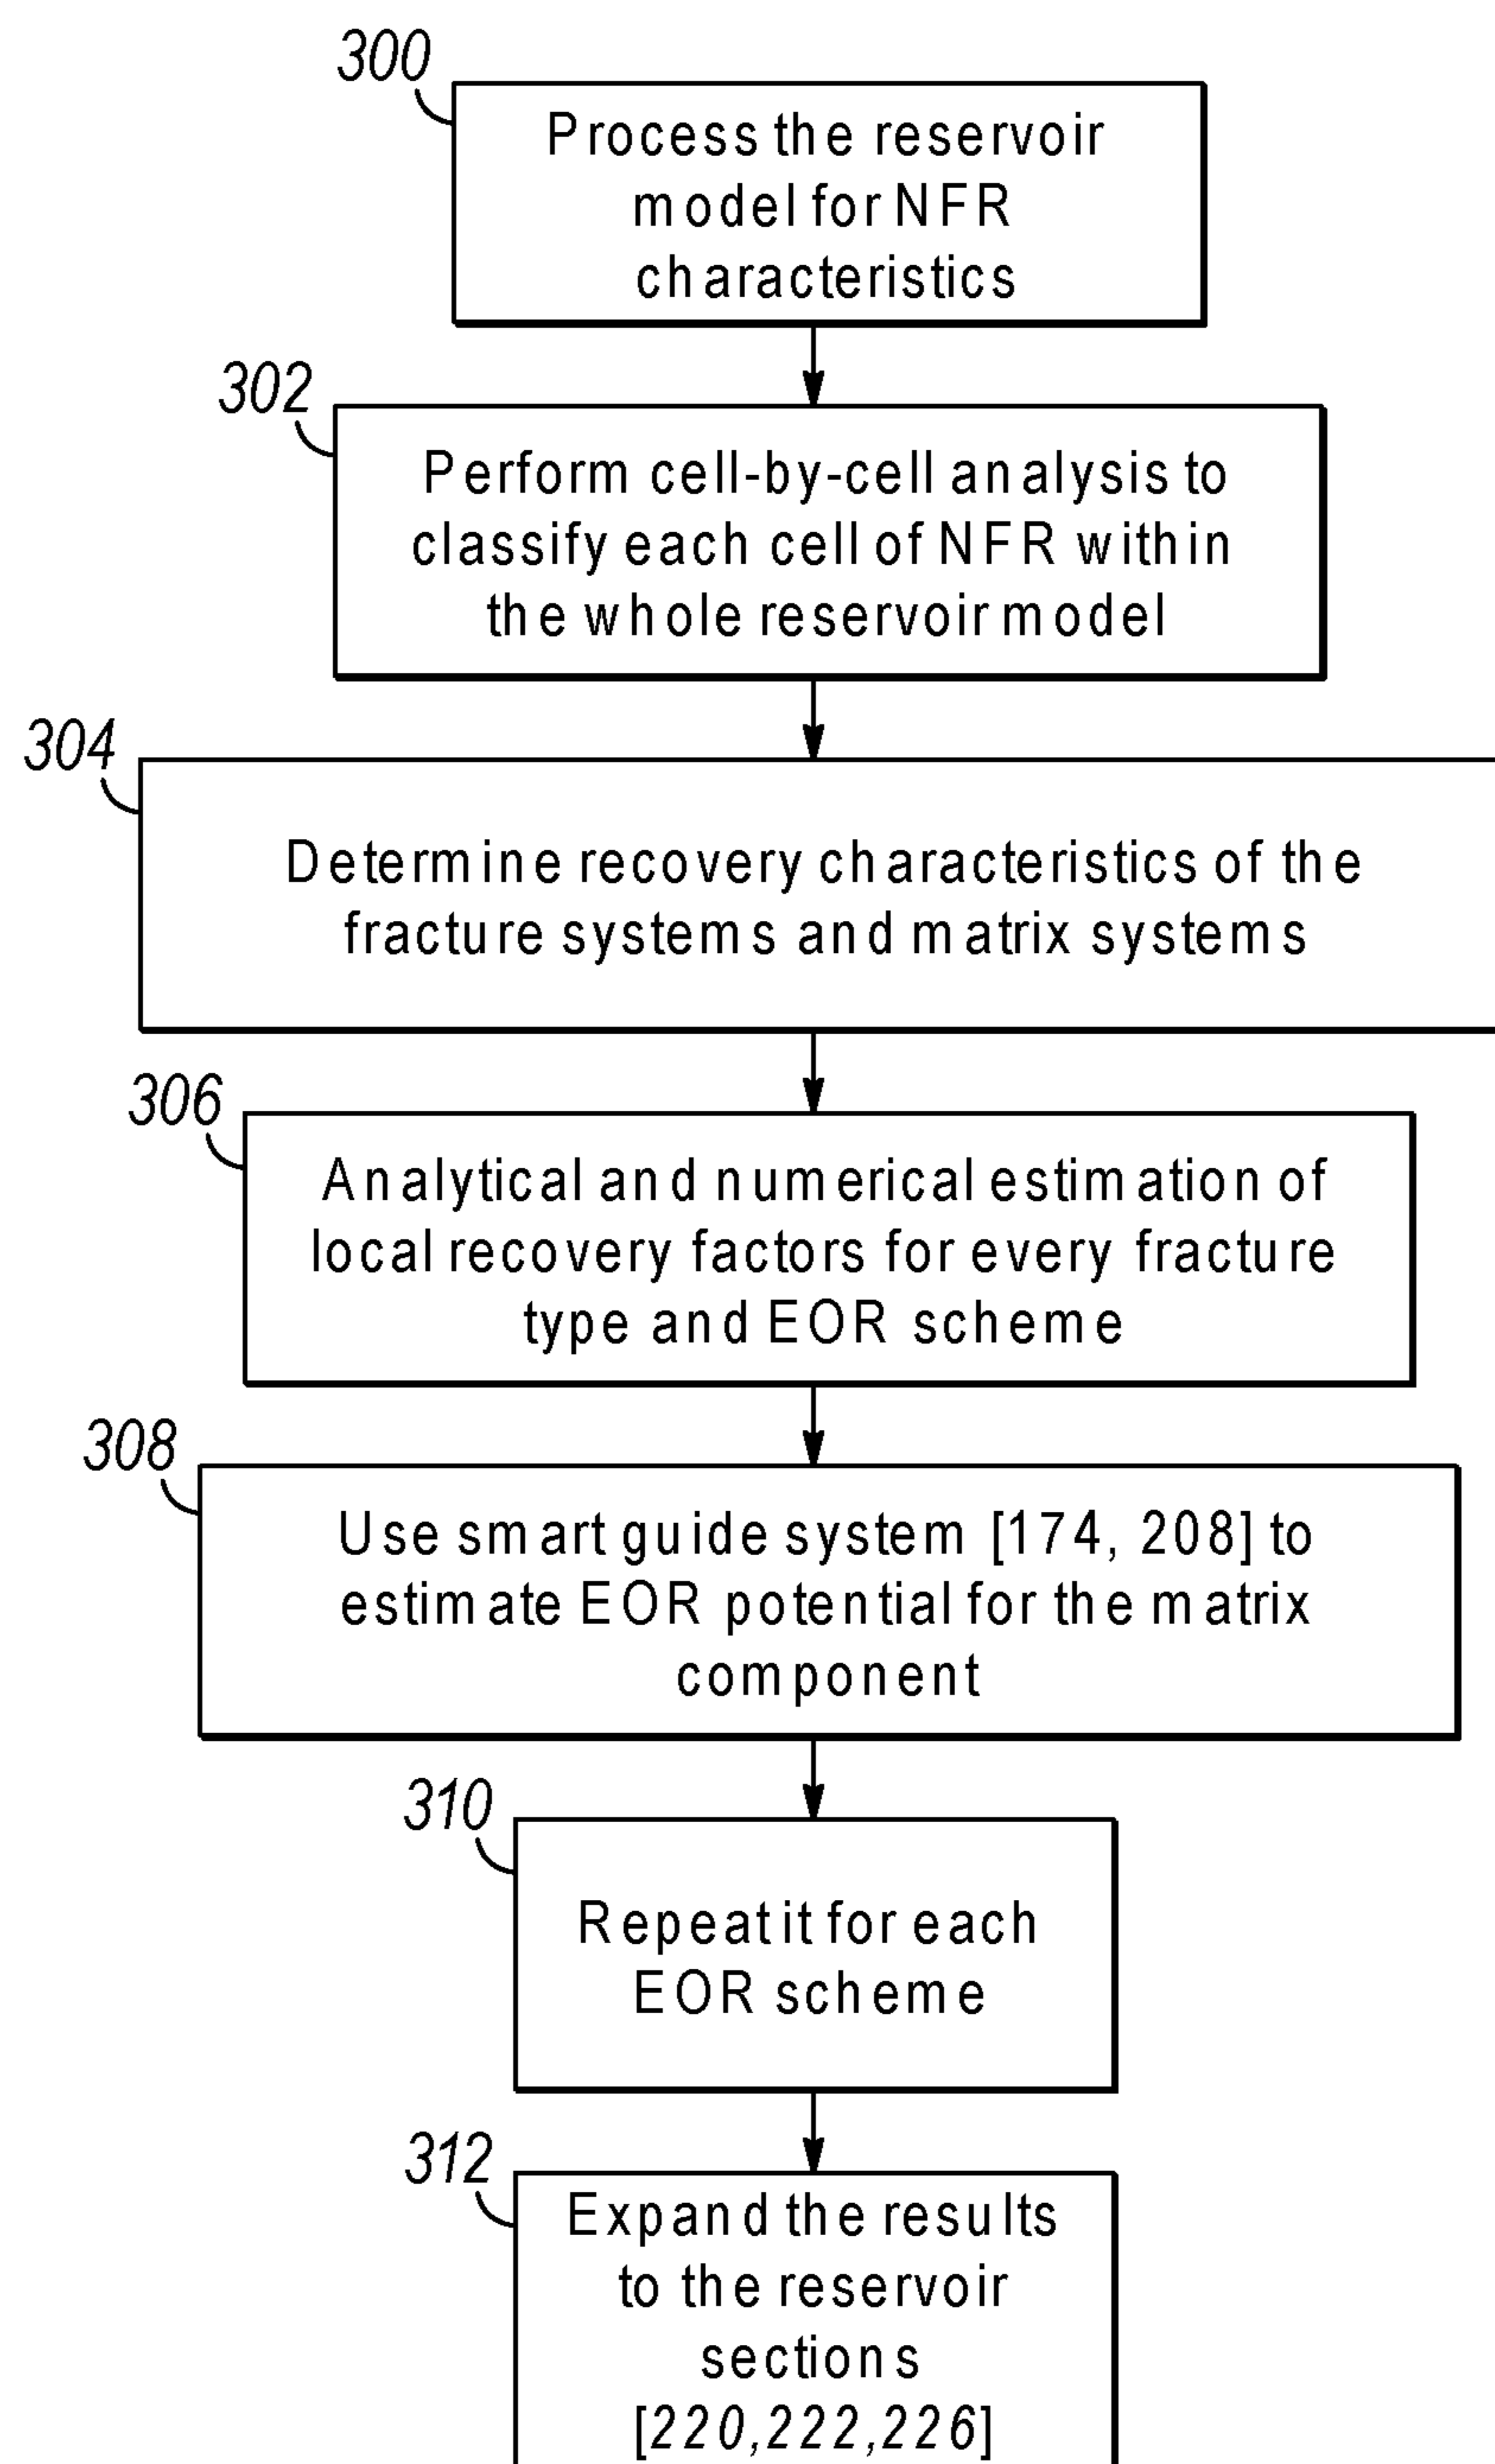 300
Process the reservoir
model for NFR
characteristics
302
Perform cell-by-cell analysis to
classify each cell of NFR within
the whole reservoir model
304
Determine recovery characteristics of the
fracture systems and matrix systems
306
Analytical and numerical estimation of
local recovery factors for every fracture
type and EOR scheme
308
Use smart guide system [174, 208] to
estimate EOR potential for the matrix
component
310
Repeat it for each
EOR scheme
312
Expand the results
to the reservoir
sections
[220,222,226]